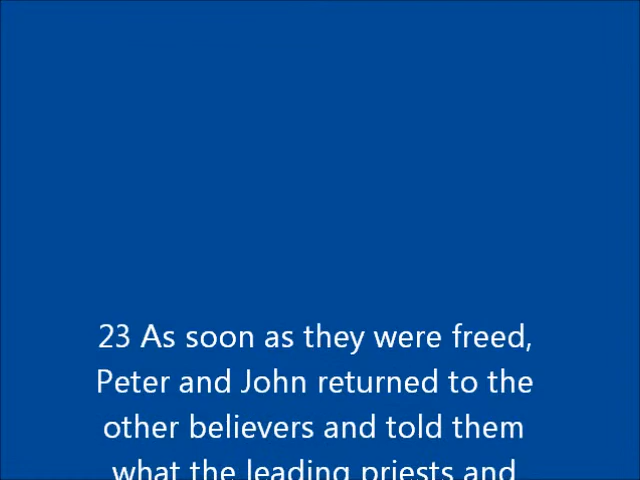 23 As soon as they were freed,
Peter and John returned to the
other believers and told them
what the leading priests and